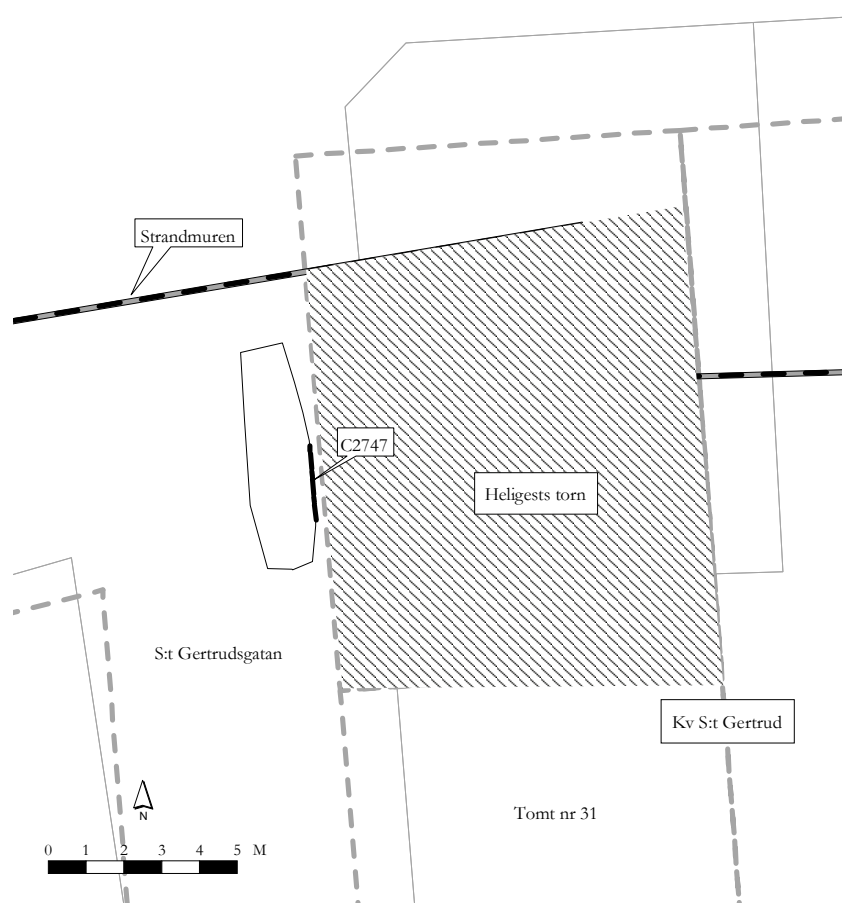 Strandmuren
C2747
Heligests torn
S:t Gertrudsgatan
Kv S:t Gertrud
Tomt nr 31
N
0 1 2 3 4 5 M